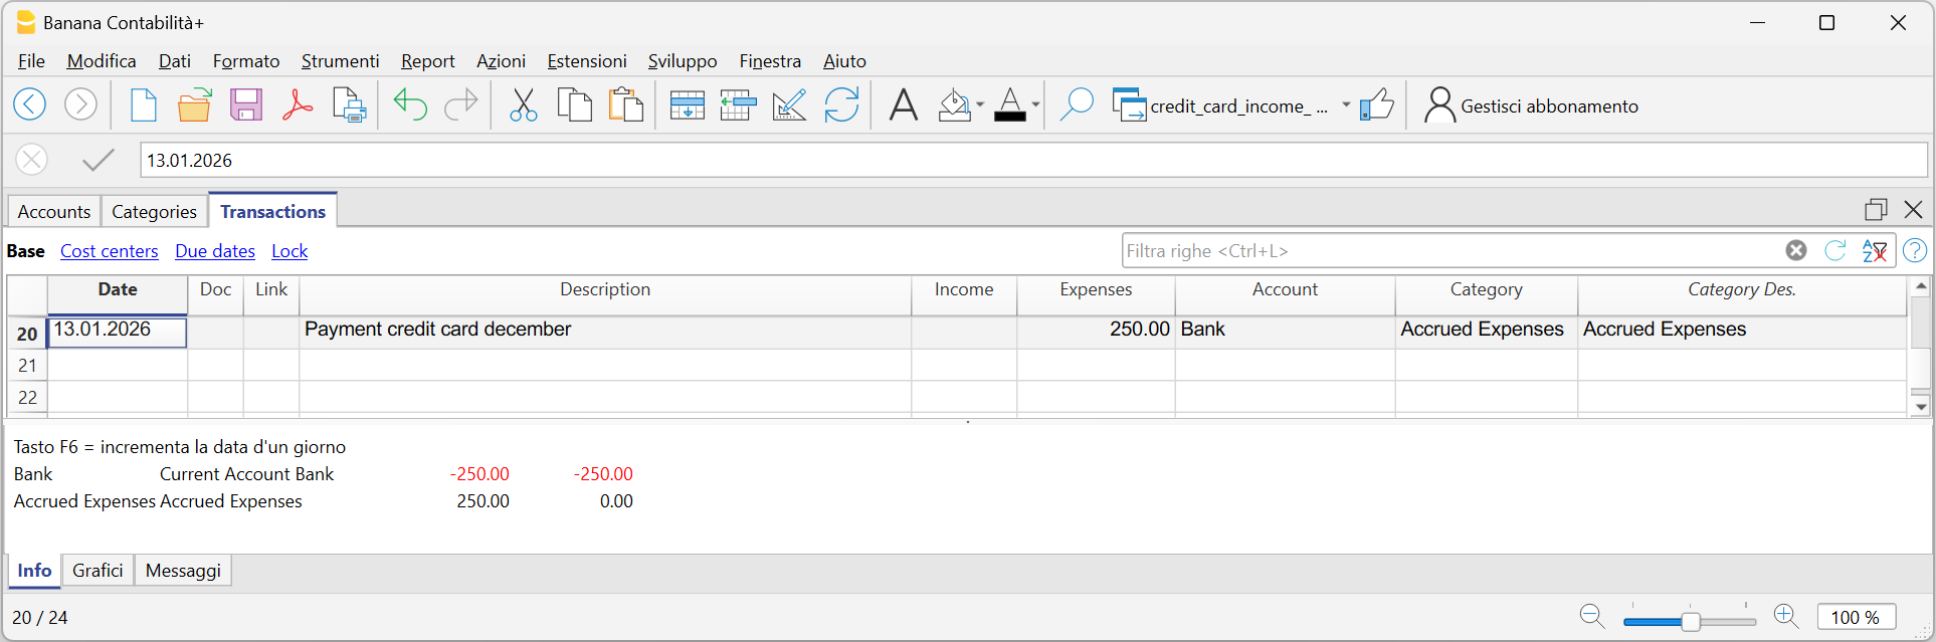 Banana Contabilità+
File Modifica Dati Formato Strumenti Report Azioni Estensioni Sviluppo Finestra Aiuto
credit_card_income_ ... Gestisci abbonamento
13.01.2026
Accounts Categories Transactions
Base Cost centers Due dates Lock Filtra righe <Ctrl+L>
Date Doc Link Description Income Expenses Account Category Category Des.
20 13.01.2026 Payment credit card december 250.00 Bank Accrued Expenses Accrued Expenses
21
22
Tasto F6 = incrementa la data d'un giorno
Bank Current Account Bank -250.00 -250.00
Accrued Expenses Accrued Expenses 250.00 0.00
Info Grafici Messaggi
20 / 24 100 %